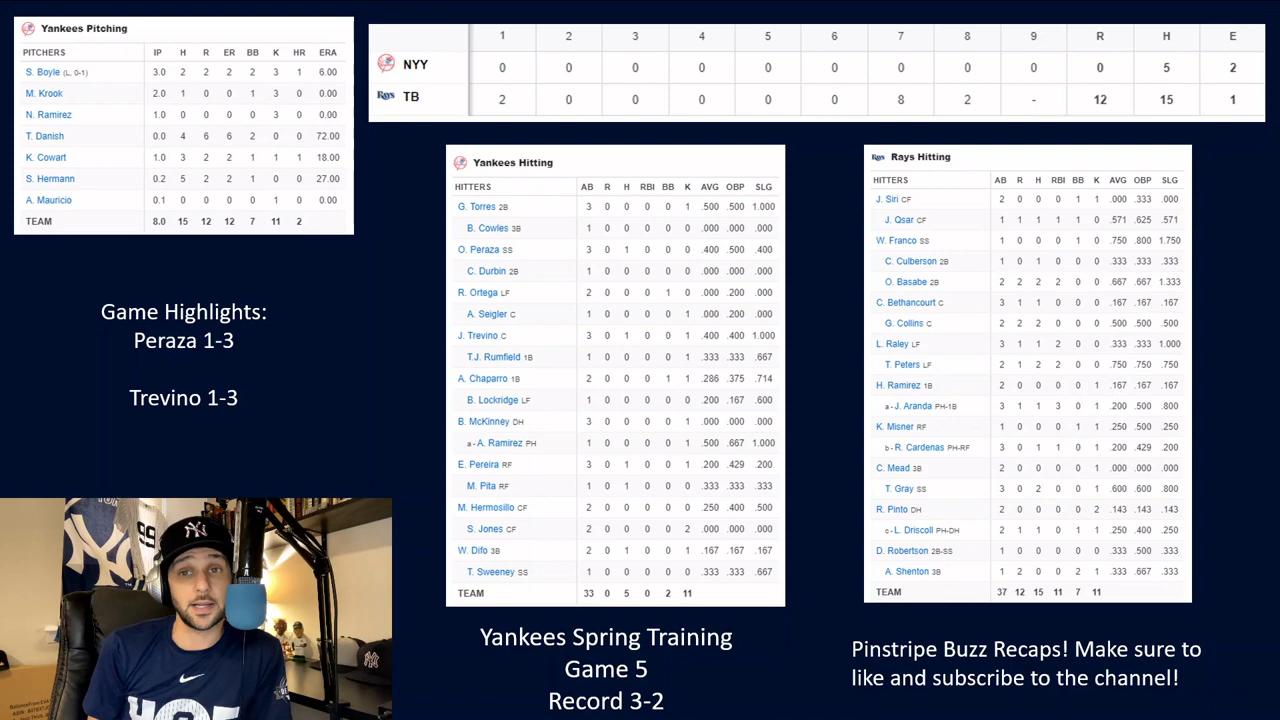 Yankees Pitching
PITCHERS IP H R ER BB K HR ERA
S. Boyle (L, 0-1) 3.0 2 2 2 2 3 1 6.00
M. Krook 2.0 1 0 0 1 3 0 0.00
N. Ramirez 1.0 0 0 0 0 3 0 0.00
T. Danish 0.0 4 6 6 2 0 0 72.00
K. Cowart 1.0 3 2 2 1 1 1 18.00
S. Hermann 0.2 5 2 2 1 0 0 27.00
A. Mauricio 0.1 0 0 0 0 1 0 0.00
TEAM 8.0 15 12 12 7 11 2
1 2 3 4 5 6 7 8 9 R H E
NYY 0 0 0 0 0 0 0 0 0 0 5 2
Rays TB 2 0 0 0 0 0 8 2 - 12 15 1
Game Highlights:
Peraza 1-3
Trevino 1-3
Yankees Hitting
HITTERS AB R H RBI BB K AVG OBP SLG
G. Torres 2B 3 0 0 0 0 1 .500 .500 1.000
B. Cowles 3B 1 0 0 0 0 0 .000 .000 .000
O. Peraza SS 3 0 1 0 0 0 .400 .500 .400
C. Durbin 2B 1 0 0 0 0 0 .000 .000 .000
R. Ortega LF 2 0 0 0 1 0 .000 .200 .000
A. Seigler C 1 0 0 0 0 1 .000 .200 .000
J. Trevino C 3 0 1 0 0 1 .400 .400 1.000
T.J. Rumfield 1B 1 0 0 0 0 1 .333 .333 .667
A. Chaparro 1B 2 0 0 0 1 1 .286 .375 .714
B. Lockridge LF 1 0 0 0 0 1 .200 .167 .600
B. McKinney DH 3 0 0 0 0 1 .000 .000 .000
a - A. Ramirez PH 1 0 0 0 0 1 .500 .667 1.000
E. Pereira RF 3 0 1 0 0 1 .200 .429 .200
M. Pita RF 1 0 1 0 0 0 .333 .333 .333
M. Hermosillo CF 2 0 0 0 0 0 .250 .400 .500
S. Jones CF 2 0 0 0 0 2 .000 .000 .000
W. Difo 3B 2 0 1 0 0 0 .167 .167 .167
T. Sweeney SS 1 0 0 0 0 0 .333 .333 .667
TEAM 33 0 5 0 2 11
Rays Rays Hitting
HITTERS AB R H RBI BB K AVG OBP SLG
J. Siri CF 2 0 0 0 1 1 .000 .333 .000
J. Qsar CF 1 1 1 1 1 0 .571 .625 .571
W. Franco SS 1 0 0 0 1 0 .750 .800 1.750
C. Culberson 2B 1 0 1 0 0 0 .333 .333 .333
O. Basabe 2B 2 2 2 2 0 0 .667 .667 1.333
C. Bethancourt C 3 1 1 0 0 0 .167 .167 .167
G. Collins C 2 2 2 0 0 0 .500 .500 .500
L. Raley LF 3 1 1 2 0 0 .333 .333 1.000
T. Peters LF 2 1 2 2 0 0 .750 .750 .750
H. Ramirez 1B 2 0 0 0 0 1 .167 .167 .167
a - J. Aranda PH-1B 3 1 1 3 0 1 .200 .500 .800
K. Misner RF 1 0 0 0 1 1 .250 .500 .250
b - R. Cardenas PH-RF 3 0 1 1 0 1 .200 .429 .200
C. Mead 3B 2 0 0 0 0 1 .000 .000 .000
T. Gray SS 3 0 2 0 0 1 .600 .600 .800
R. Pinto DH 2 0 0 0 0 2 .143 .143 .143
c - L. Driscoll PH-DH 2 1 1 0 1 1 .250 .400 .250
D. Robertson 2B-SS 1 0 0 0 0 0 .333 .500 .333
A. Shenton 3B 1 2 0 0 2 1 .333 .667 .333
TEAM 37 12 15 11 7 11
Yankees Spring Training
Game 5
Record 3-2
Pinstripe Buzz Recaps! Make sure to
like and subscribe to the channel!
99